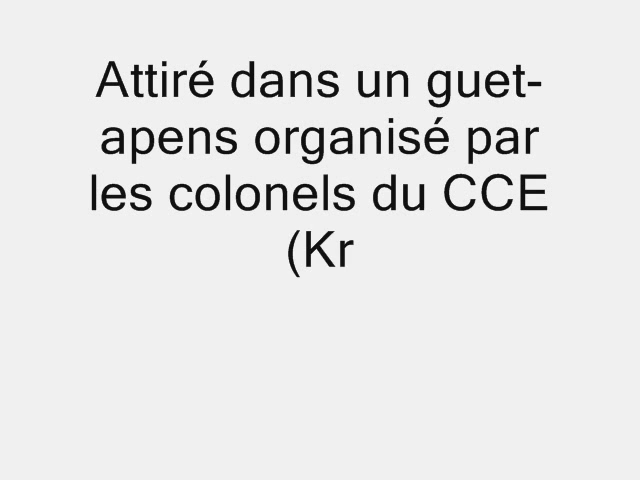 Attiré dans un guet-
apens organisé par
les colonels du CCE
(Kr